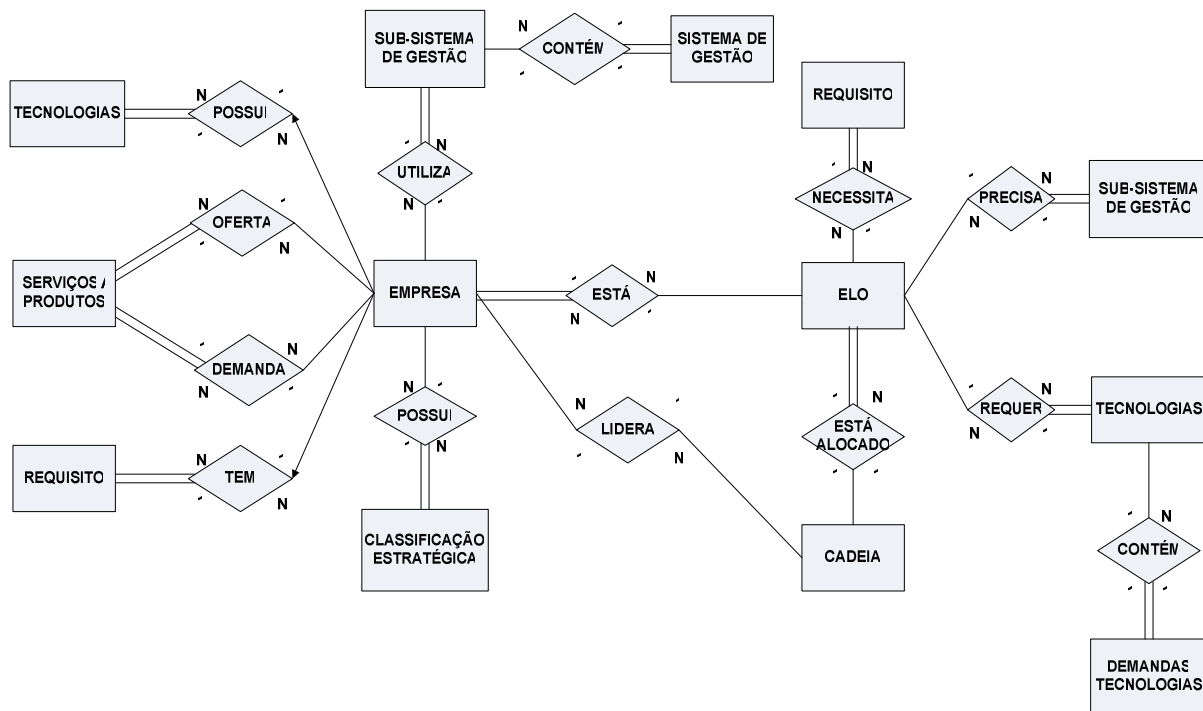 N
SUB-SISTEMA
DE GESTÃO
CONTÉM
SISTEMA DE
GESTÃO
TECNOLOGIAS
N
POSSUI
N
REQUISITO
N
UTILIZA
N
N
NECESSITA
N
N
PRECISA
N
SUB-SISTEMA
DE GESTÃO
N
OFERTA
N
SERVIÇOS /
PRODUTOS
EMPRESA
N
ESTÁ
N
ELO
N
DEMANDA
N
N
POSSUI
N
N
LIDERA
N
N
ESTÁ
ALOCADO
N
REQUER
N
TECNOLOGIAS
REQUISITO
N
TEM
N
CLASSIFICAÇÃO
ESTRATÉGICA
CADEIA
N
CONTÉM
DEMANDAS
TECNOLOGIAS